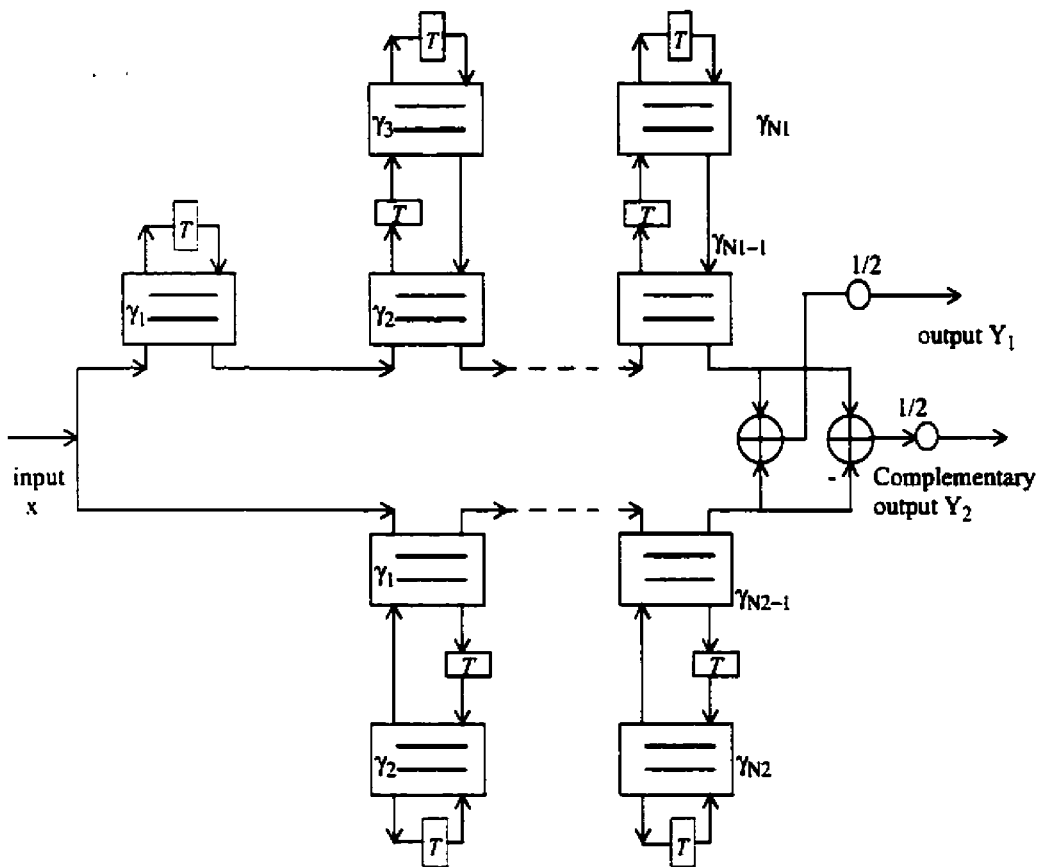 T T
γ3 γN1
T T
T γN1-1
1/2
γ1 γ2
output Y1
1/2
input
x
-
Complementary
output Y2
γ1 γN2-1
T T
γ2 γN2
T T